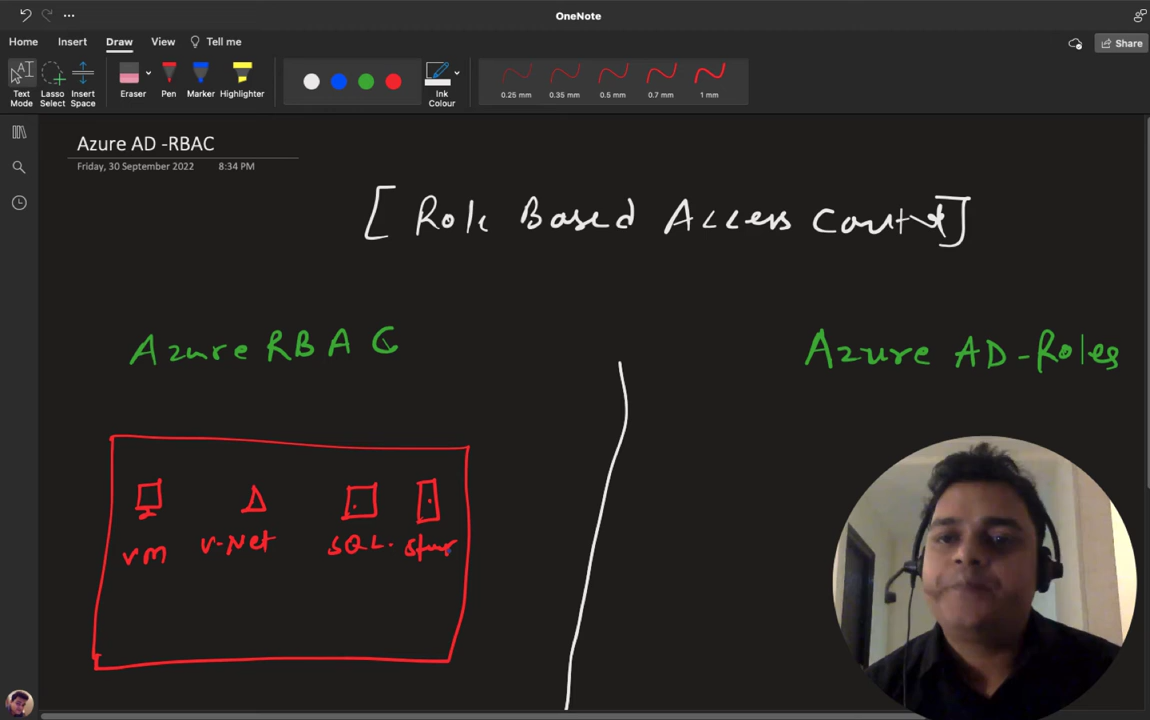 OneNote
Home Insert Draw View Tell me
Share
Text Mode
Lasso Select
Insert Space
Eraser
Pen
Marker
Highlighter
Ink Colour
0.25 mm 0.35 mm 0.5 mm 0.7 mm 1 mm
Azure AD -RBAC
Friday, 30 September 2022 8:34 PM
[ Role Based Access
Azure RBAC
Azure AD-Roles
VM V-Net SQL.